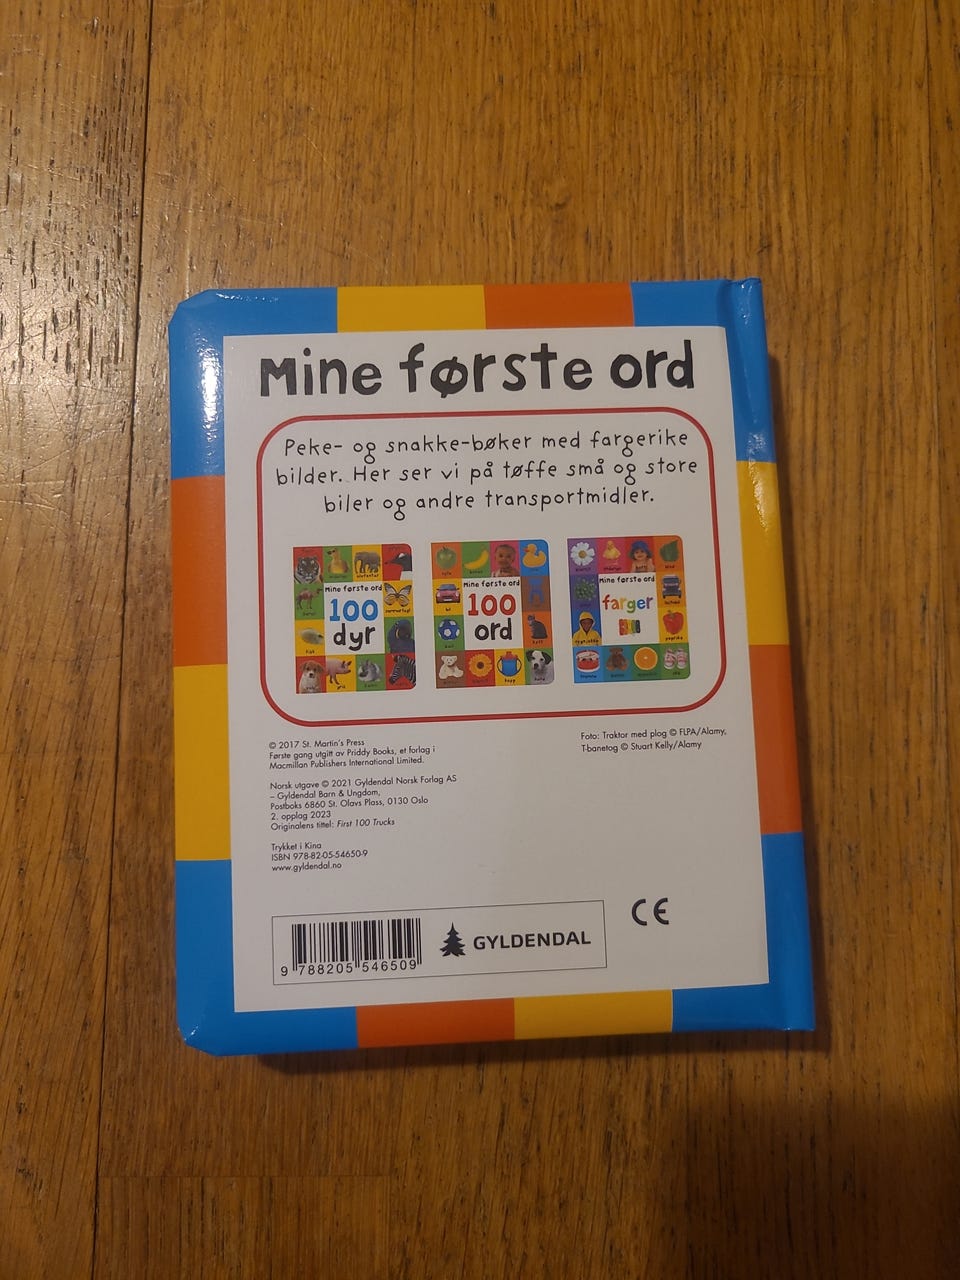 Mine første ord
Peke- og snakke-bøker med fargerike
bilder. Her ser vi på tøffe små og store
biler og andre transportmidler.
Mine første ord
100
dyr
Mine første ord
100
ord
Mine første ord
farger
© 2017 St. Martin's Press
Første gang utgitt av Priddy Books, et forlag i
Macmillan Publishers International Limited.
Norsk utgave © 2021 Gyldendal Norsk Forlag AS
– Gyldendal Barn & Ungdom,
Postboks 6860 St. Olavs Plass, 0130 Oslo
2. opplag 2023
Originalens tittel: First 100 Trucks
Trykket i Kina
ISBN 978-82-05-54650-9
www.gyldendal.no
Foto: Traktor med plog © FLPA/Alamy,
T-banetog © Stuart Kelly/Alamy
9 788205 546509
GYLDENDAL
CE